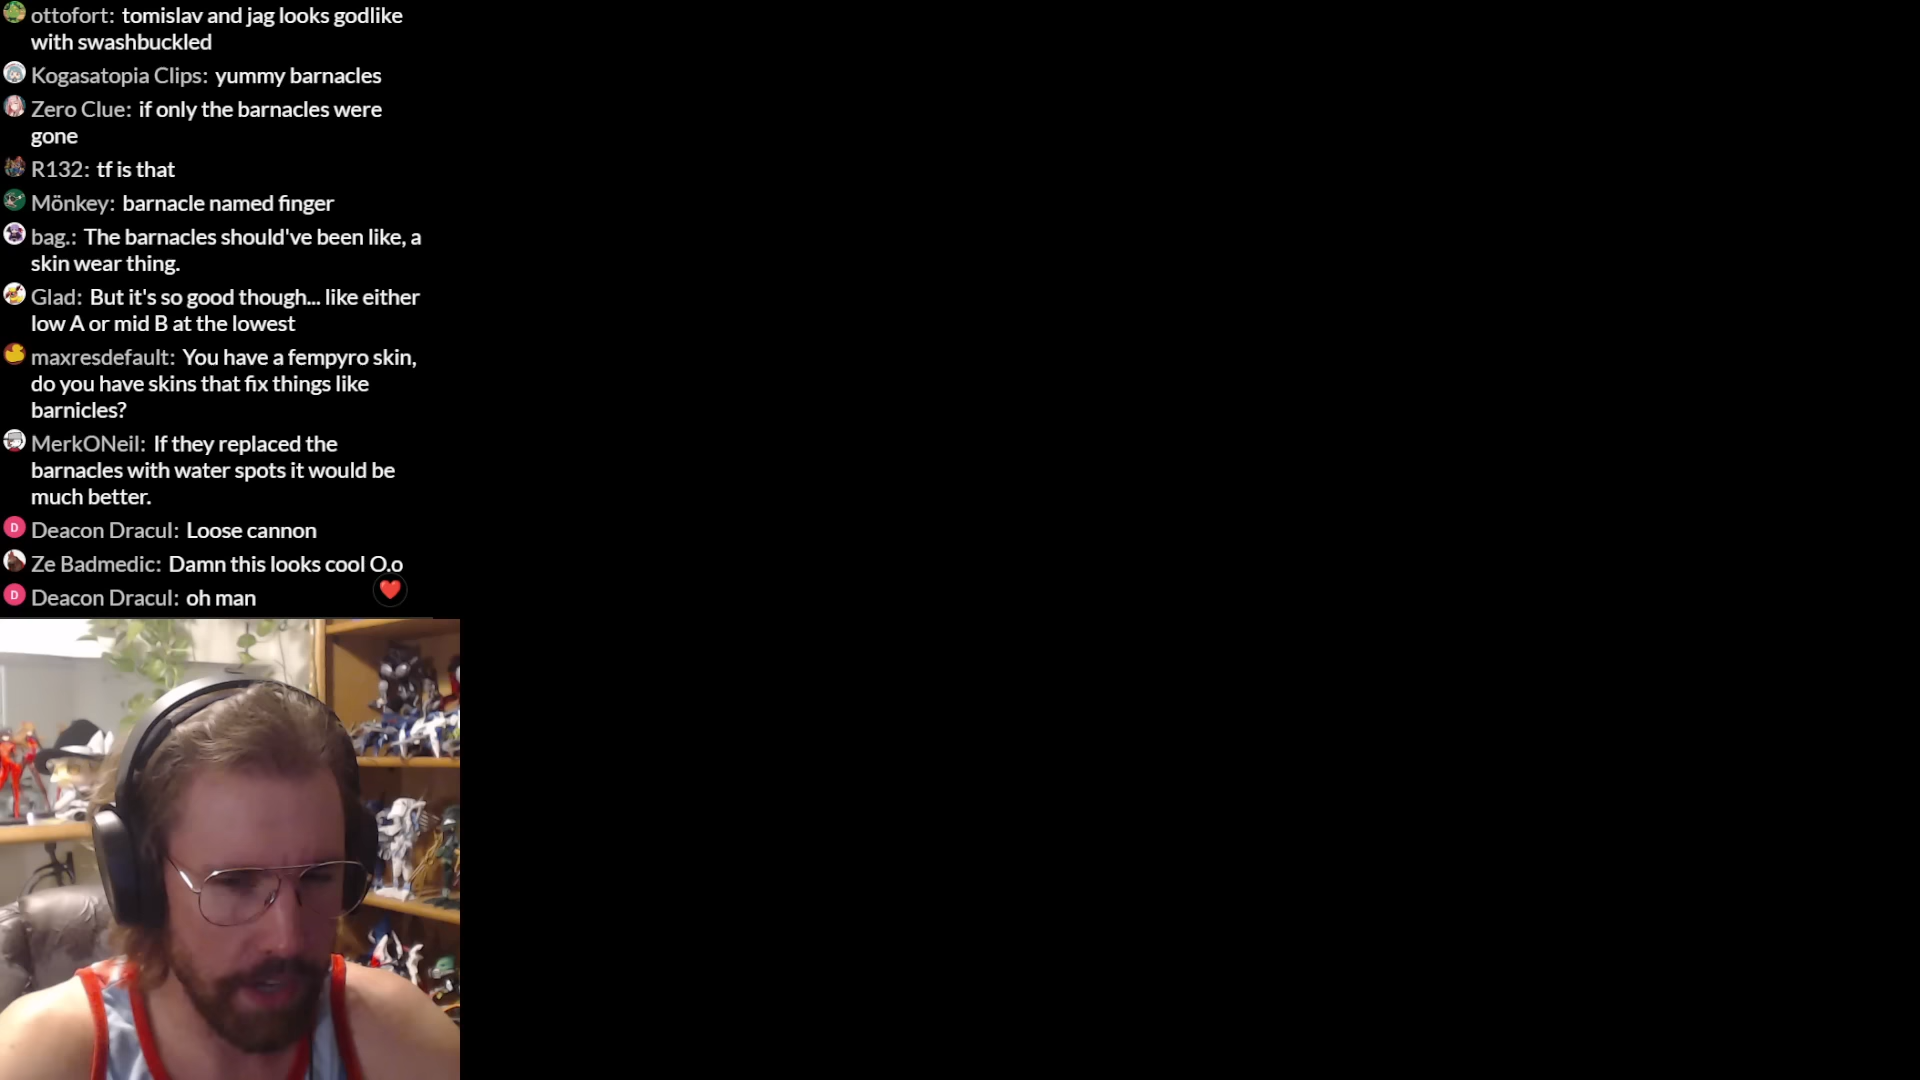 ottofort: tomislav and jag looks godlike
with swashbuckled
Kogasatopia Clips: yummy barnacles
Zero Clue: if only the barnacles were
gone
R132: tf is that
Mönkey: barnacle named finger
bag.: The barnacles should've been like, a
skin wear thing.
Glad: But it's so good though... like either
low A or mid B at the lowest
maxresdefault: You have a fempyro skin,
do you have skins that fix things like
barnicles?
MerkONeil: If they replaced the
barnacles with water spots it would be
much better.
D Deacon Dracul: Loose cannon
Ze Badmedic: Damn this looks cool O.o
D Deacon Dracul: oh man